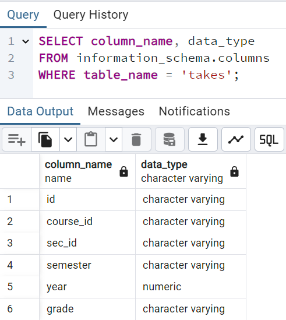 Query Query History
1 SELECT column_name, data_type
2 FROM information_schema.columns
3 WHERE table_name = 'takes';
Data Output Messages Notifications
SQL
column_name data_type
name character varying
1 id character varying
2 course_id character varying
3 sec_id character varying
4 semester character varying
5 year numeric
6 grade character varying